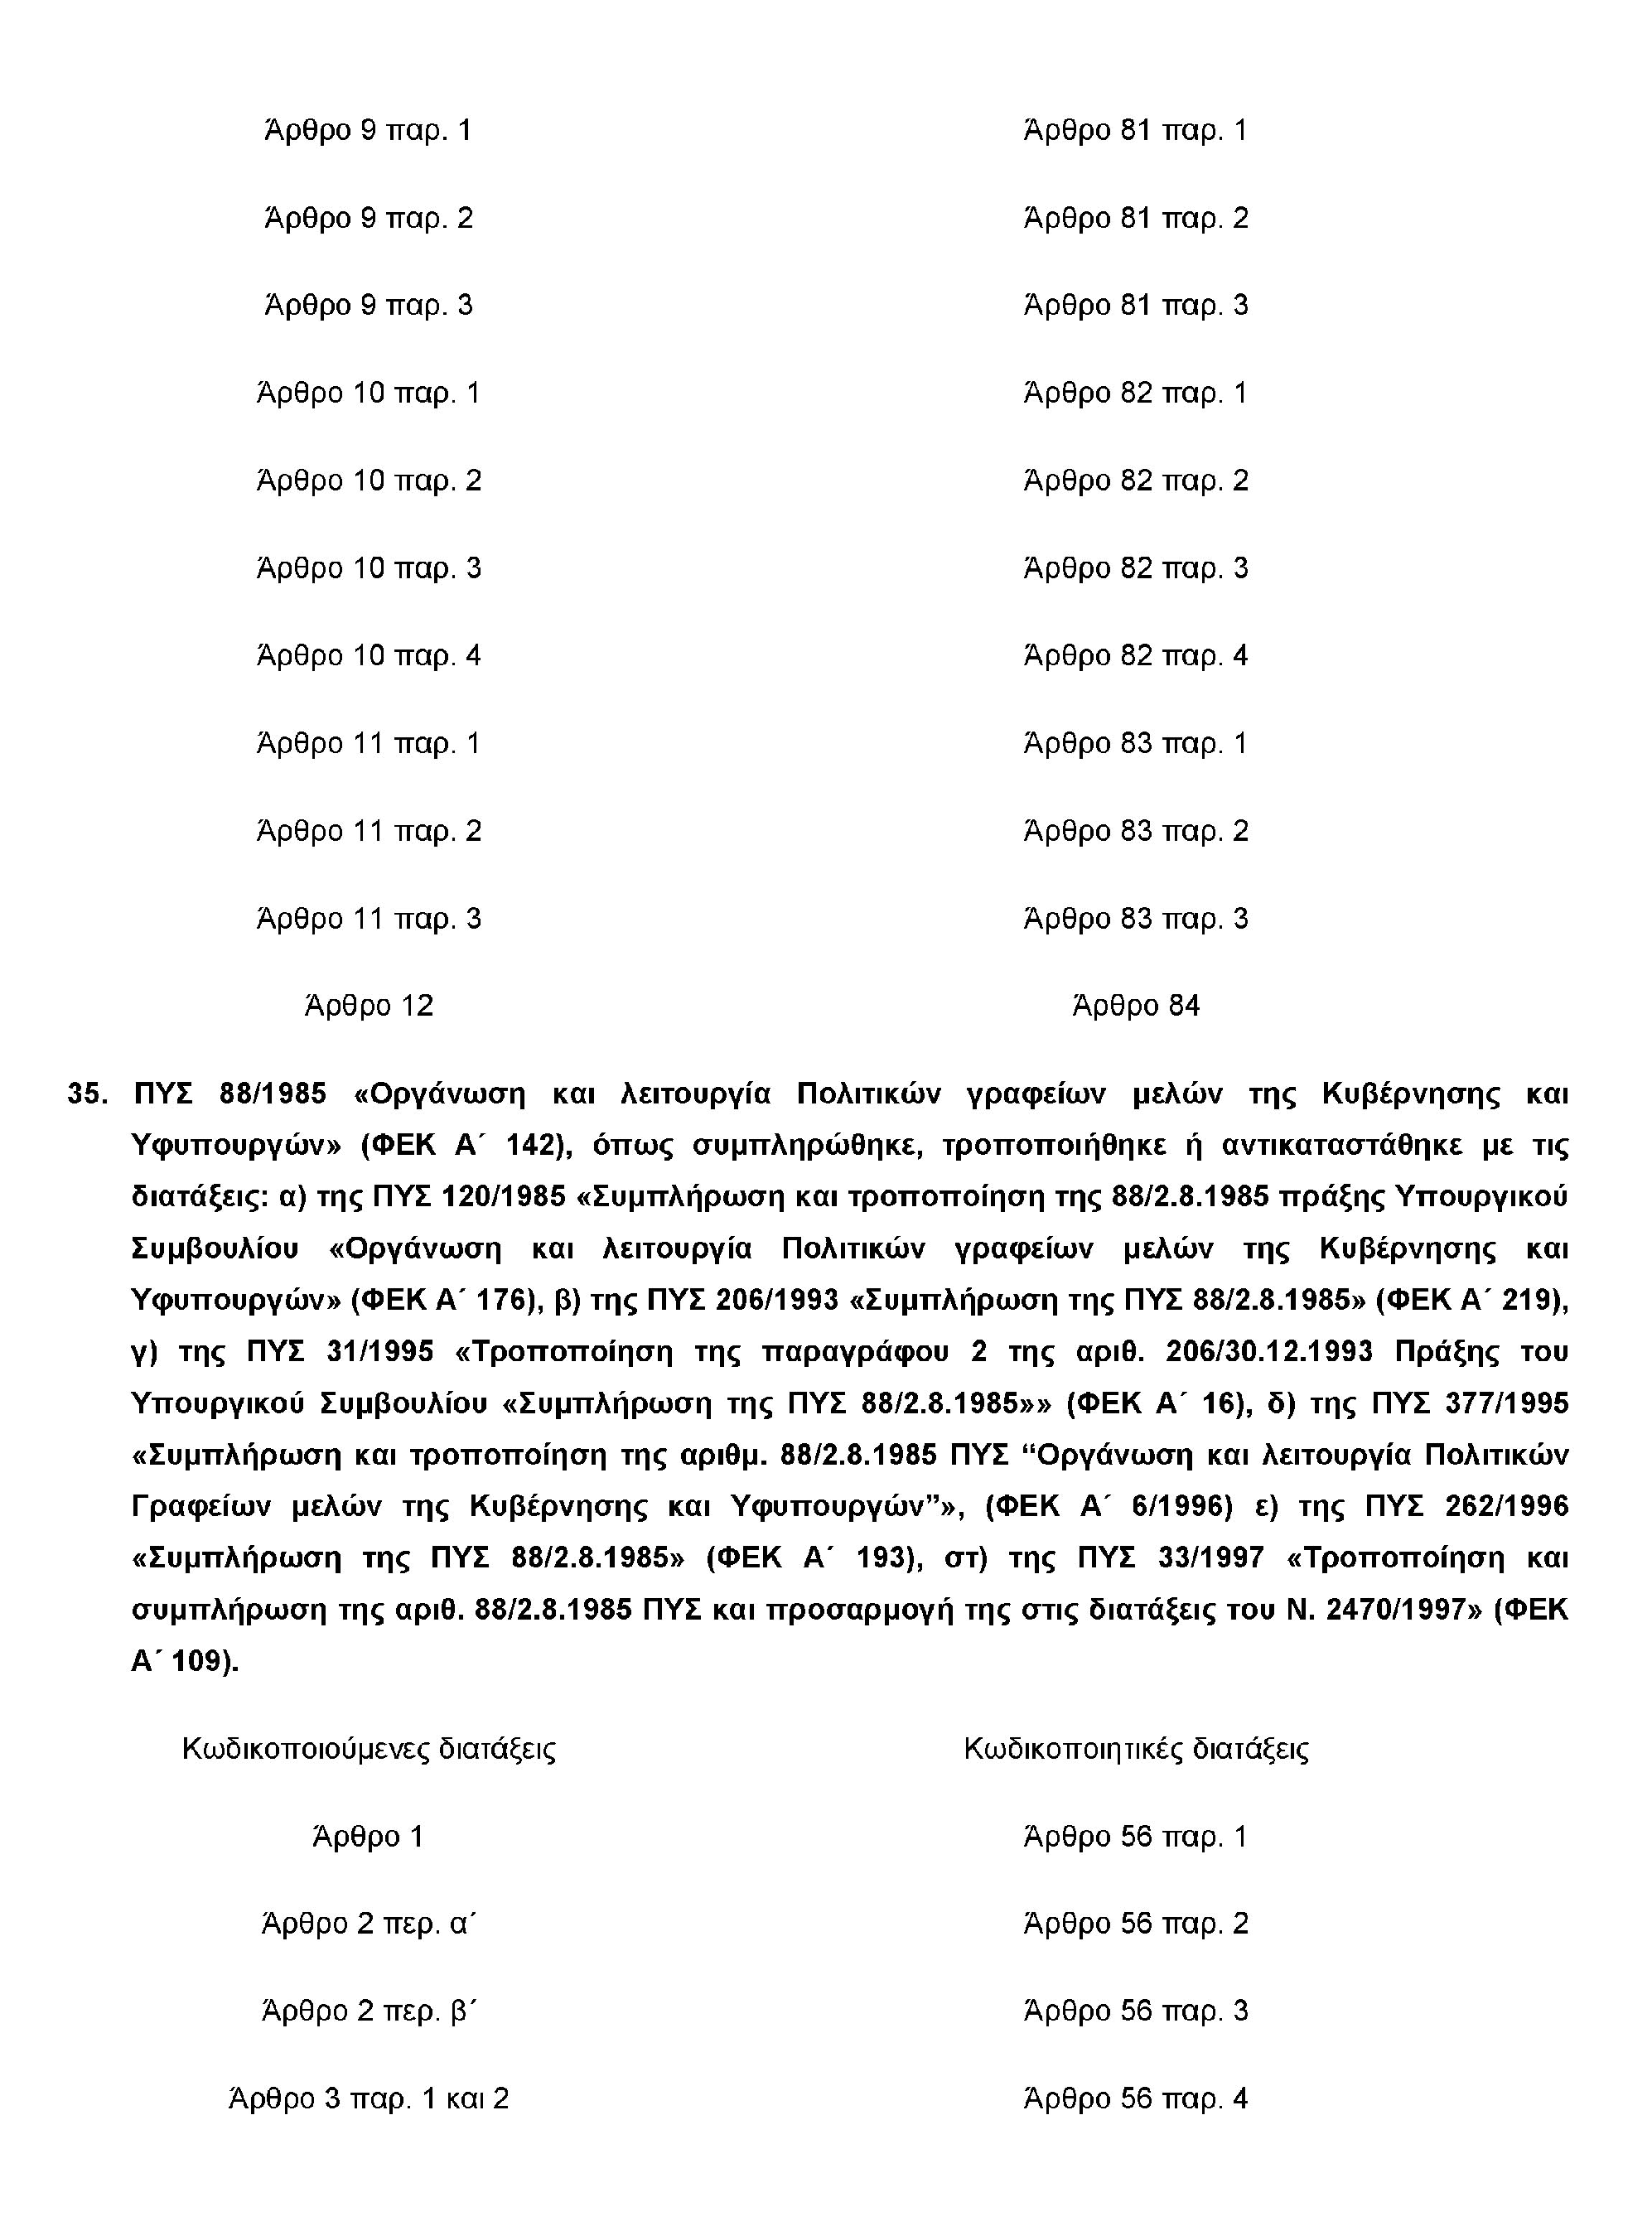 Άρθρο 9 παρ. 1 Άρθρο 81 παρ. 1
Άρθρο 9 παρ. 2 Άρθρο 81 παρ. 2
Άρθρο 9 παρ. 3 Άρθρο 81 παρ. 3
Άρθρο 10 παρ. 1 Άρθρο 82 παρ. 1
Άρθρο 10 παρ. 2 Άρθρο 82 παρ. 2
Άρθρο 10 παρ. 3 Άρθρο 82 παρ. 3
Άρθρο 10 παρ. 4 Άρθρο 82 παρ. 4
Άρθρο 11 παρ. 1 Άρθρο 83 παρ. 1
Άρθρο 11 παρ. 2 Άρθρο 83 παρ. 2
Άρθρο 11 παρ. 3 Άρθρο 83 παρ. 3
Άρθρο 12 Άρθρο 84
35. ΠΥΣ 88/1985 «Οργάνωση και λειτουργία Πολιτικών γραφείων μελών της Κυβέρνησης και
Υφυπουργών» (ΦΕΚ Α΄ 142), όπως συμπληρώθηκε, τροποποιήθηκε ή αντικαταστάθηκε με τις
διατάξεις: α) της ΠΥΣ 120/1985 «Συμπλήρωση και τροποποίηση της 88/2.8.1985 πράξης Υπουργικού
Συμβουλίου «Οργάνωση και λειτουργία Πολιτικών γραφείων μελών της Κυβέρνησης και
Υφυπουργών» (ΦΕΚ Α΄ 176), β) της ΠΥΣ 206/1993 «Συμπλήρωση της ΠΥΣ 88/2.8.1985» (ΦΕΚ Α΄ 219),
γ) της ΠΥΣ 31/1995 «Τροποποίηση της παραγράφου 2 της αριθ. 206/30.12.1993 Πράξης του
Υπουργικού Συμβουλίου «Συμπλήρωση της ΠΥΣ 88/2.8.1985»» (ΦΕΚ Α΄ 16), δ) της ΠΥΣ 377/1995
«Συμπλήρωση και τροποποίηση της αριθμ. 88/2.8.1985 ΠΥΣ “Οργάνωση και λειτουργία Πολιτικών
Γραφείων μελών της Κυβέρνησης και Υφυπουργών”», (ΦΕΚ Α΄ 6/1996) ε) της ΠΥΣ 262/1996
«Συμπλήρωση της ΠΥΣ 88/2.8.1985» (ΦΕΚ Α΄ 193), στ) της ΠΥΣ 33/1997 «Τροποποίηση και
συμπλήρωση της αριθ. 88/2.8.1985 ΠΥΣ και προσαρμογή της στις διατάξεις του Ν. 2470/1997» (ΦΕΚ
Α΄ 109).
Κωδικοποιούμενες διατάξεις Κωδικοποιητικές διατάξεις
Άρθρο 1 Άρθρο 56 παρ. 1
Άρθρο 2 περ. α΄ Άρθρο 56 παρ. 2
Άρθρο 2 περ. β΄ Άρθρο 56 παρ. 3
Άρθρο 3 παρ. 1 και 2 Άρθρο 56 παρ. 4